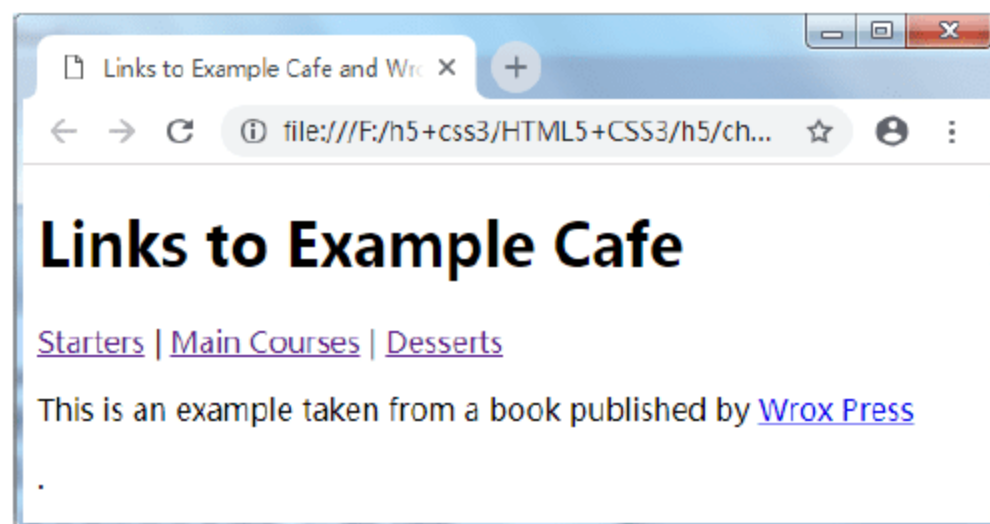 Links to Example Cafe and Wr
file:///F:/h5+css3/HTML5+CSS3/h5/ch...
Links to Example Cafe
Starters | Main Courses | Desserts
This is an example taken from a book published by Wrox Press
.